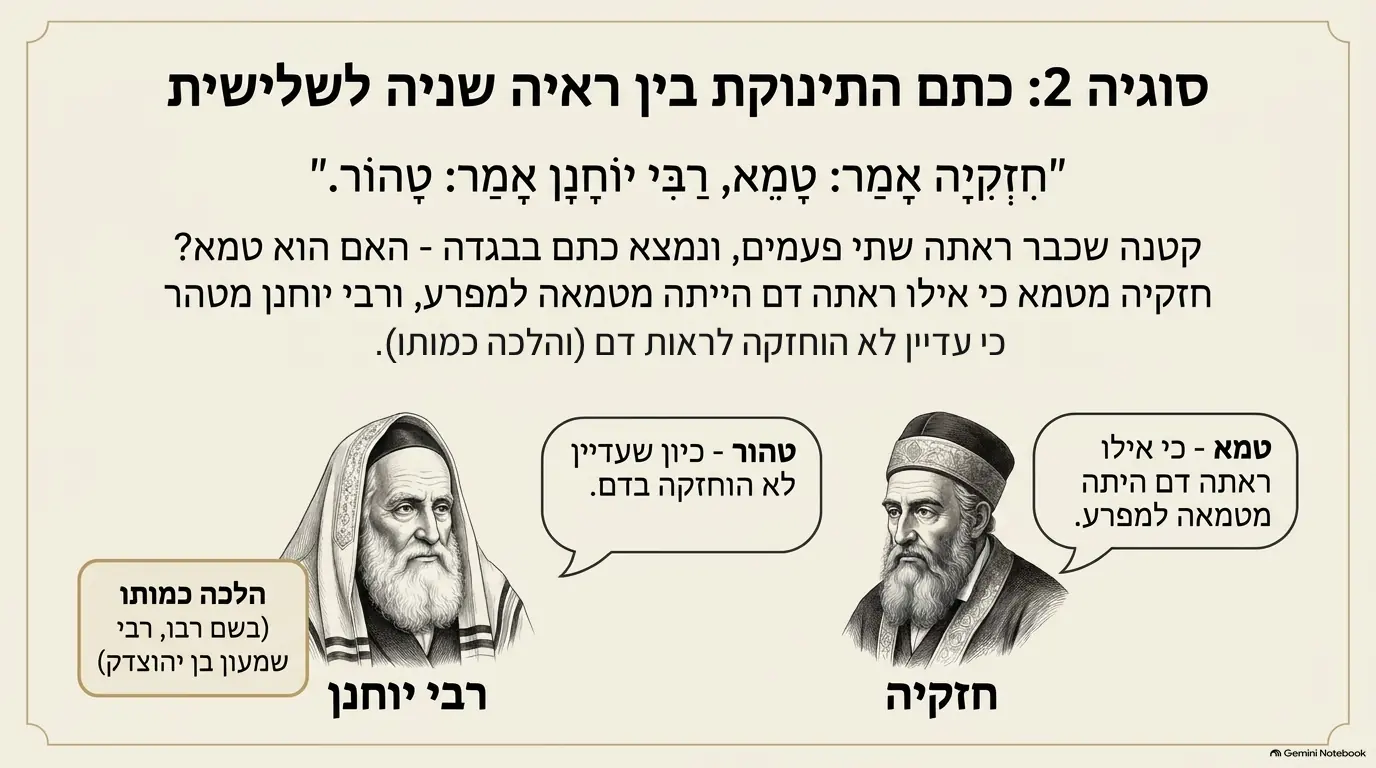 סוגיה 2: כתם התינוקת בין ראיה שניה לשלישית
"חִזְקִיָה אָמַר: טָמֵא, רַבִּי יוֹחָנָן אָמַר: טָהוֹר."
קטנה שכבר ראתה שתי פעמים, ונמצא כתם בבגדה - האם הוא טמא?
חזקיה מטמא כי אילו ראתה דם הייתה מטמאה למפרע, ורבי יוחנן מטהר
כי עדיין לא הוחזקה לראות דם (והלכה כמותו).
טמא - כי אילו
ראתה דם היתה
מטמאה למפרע.
חזקיה
טהור - כיון שעדיין
לא הוחזקה בדם.
רבי יוחנן
הלכה כמותו
(בשם רבו, רבי
שמעון בן יהוצדק)
Gemini Notebook